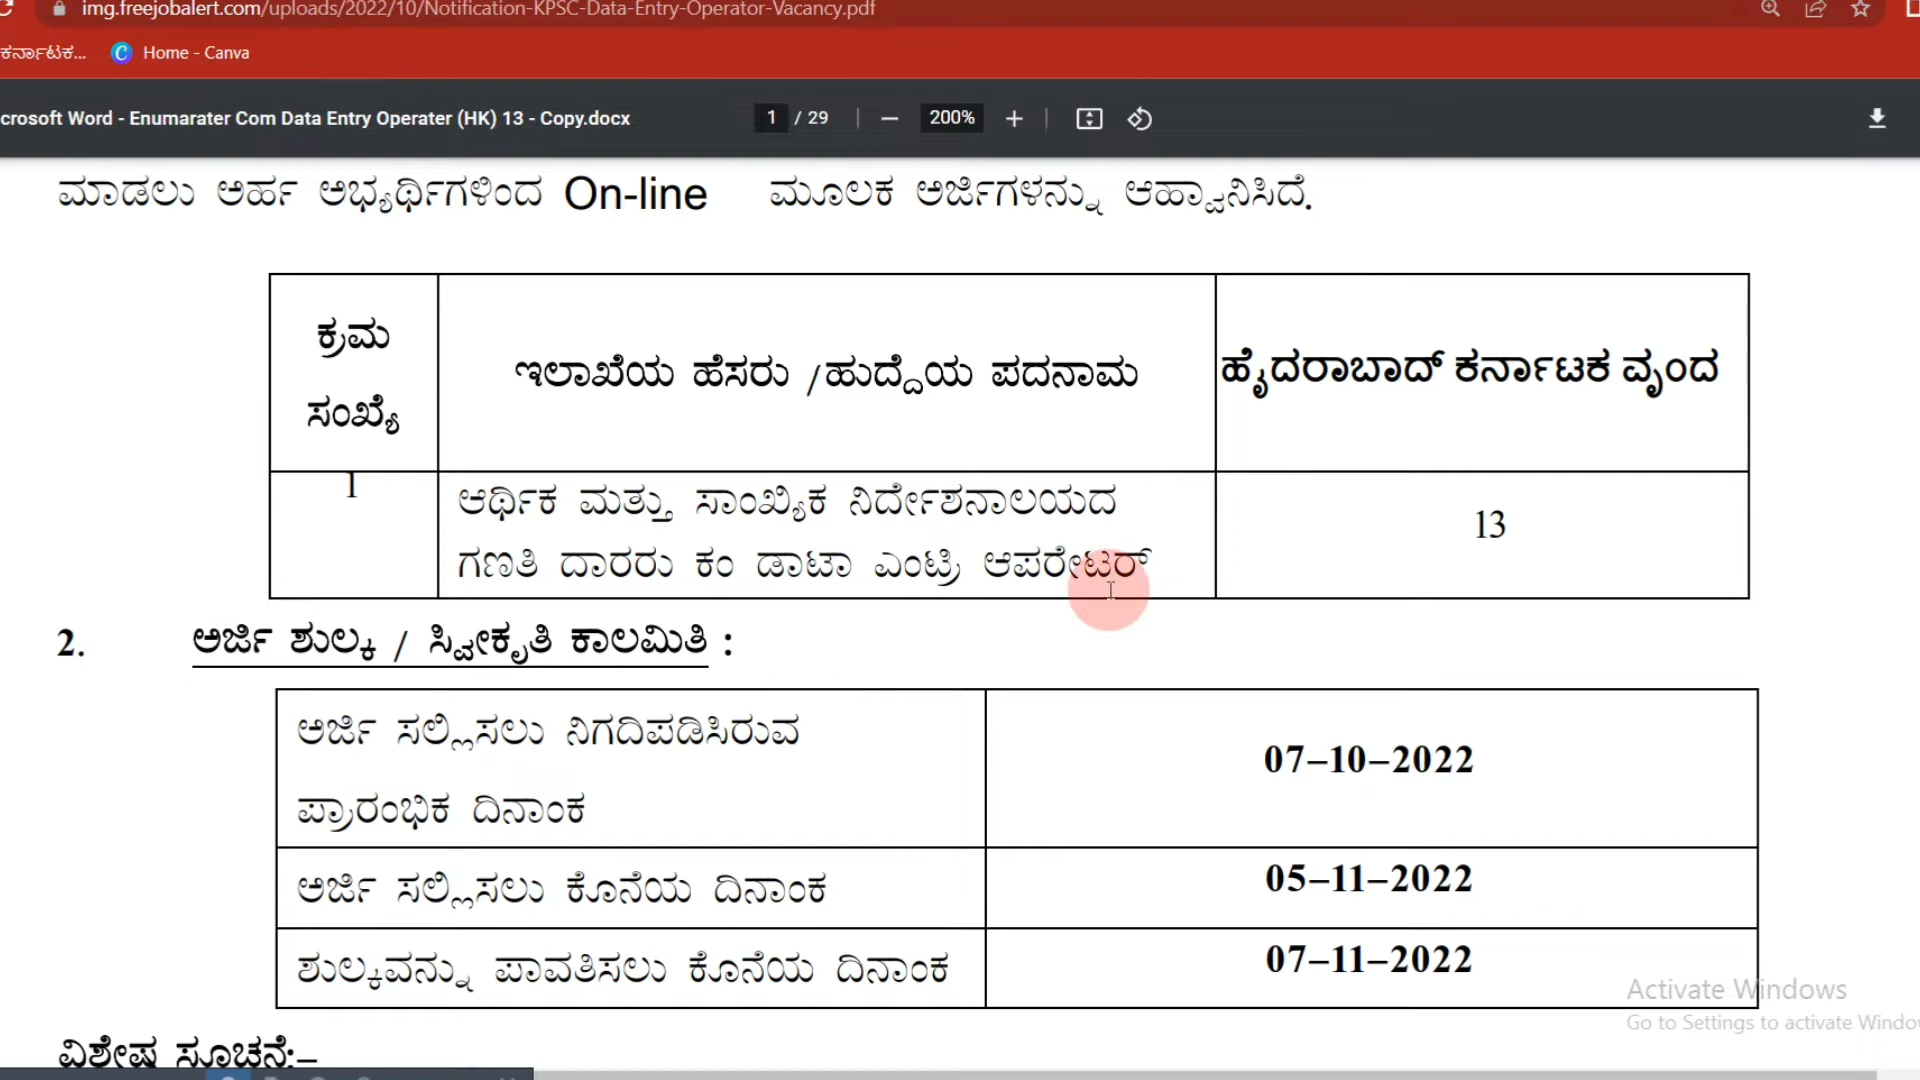 img.freejobalert.com/uploads/2022/10/Notification-KPSC-Data-Entry-Operator-Vacancy.pdf
ಕರ್ನಾಟಕ... Home - Canva
crosoft Word - Enumarater Com Data Entry Operater (HK) 13 - Copy.docx 1 / 29 200%
ಮಾಡಲು ಅರ್ಹ ಅಭ್ಯರ್ಥಿಗಳಿಂದ On-line ಮೂಲಕ ಅರ್ಜಿಗಳನ್ನು ಆಹ್ವಾನಿಸಿದೆ.
ಕ್ರಮ
ಸಂಖ್ಯೆ
ಇಲಾಖೆಯ ಹೆಸರು /ಹುದ್ದೆಯ ಪದನಾಮ
ಹೈದರಾಬಾದ್ ಕರ್ನಾಟಕ ವೃಂದ
1
ಆರ್ಥಿಕ ಮತ್ತು ಸಾಂಖ್ಯಿಕ ನಿರ್ದೇಶನಾಲಯದ
ಗಣತಿ ದಾರರು ಕಂ ಡಾಟಾ ಎಂಟ್ರಿ ಆಪರೇಟರ್
13
2. ಅರ್ಜಿ ಶುಲ್ಕ / ಸ್ವೀಕೃತಿ ಕಾಲಮಿತಿ :
ಅರ್ಜಿ ಸಲ್ಲಿಸಲು ನಿಗದಿಪಡಿಸಿರುವ
ಪ್ರಾರಂಭಿಕ ದಿನಾಂಕ
07–10–2022
ಅರ್ಜಿ ಸಲ್ಲಿಸಲು ಕೊನೆಯ ದಿನಾಂಕ 05–11–2022
ಶುಲ್ಕವನ್ನು ಪಾವತಿಸಲು ಕೊನೆಯ ದಿನಾಂಕ 07–11–2022
Activate Windows
Go to Settings to activate Windo
ವಿಶೇಷ ಸೂಚನೆ:–